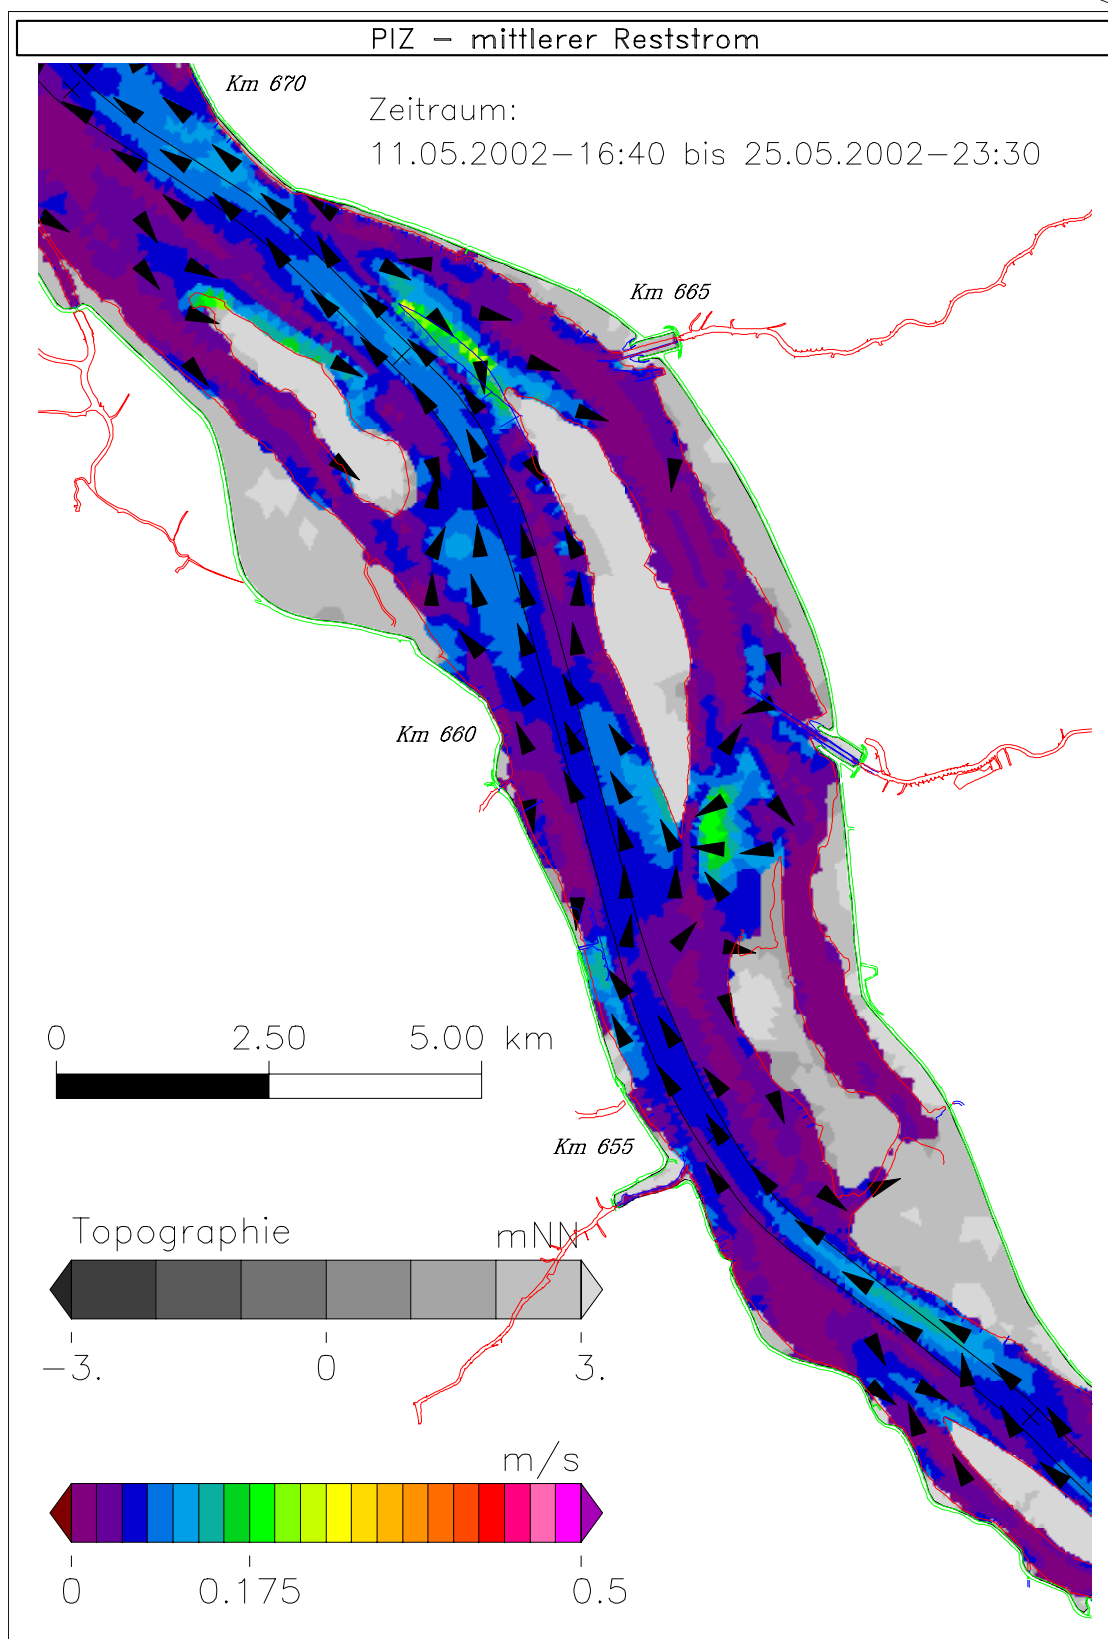 PIZ – mittlerer Reststrom
Km 670
Zeitraum:
11.05.2002–16:40 bis 25.05.2002–23:30
Km 665
Km 660
0 2.50 5.00 km
Km 655
Topographie mNN
–3. 0 3.
m/s
0 0.175 0.5